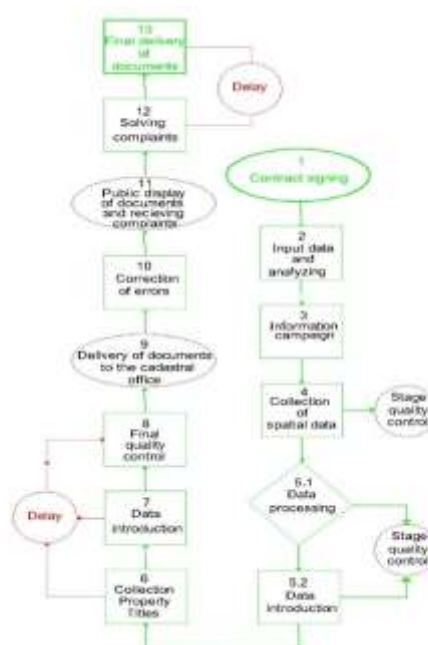 13
Final delivery
of
documents
Delay
12
Solving
complaints
11
Public display
of documents
and recieving
complaints
1
Contract signing
2
Input data
and
analyzing
10
Correction
of errors
3
Information
campaign
9
Delivery of documents
to the cadastral
office
4
Collection
of
spatial data
Stage
quality
control
8
Final
quality
control
5.1
Data
processing
7
Data
introduction
Delay
Stage
quality
control
6
Collection
Property
Titles
5.2
Data
introduction